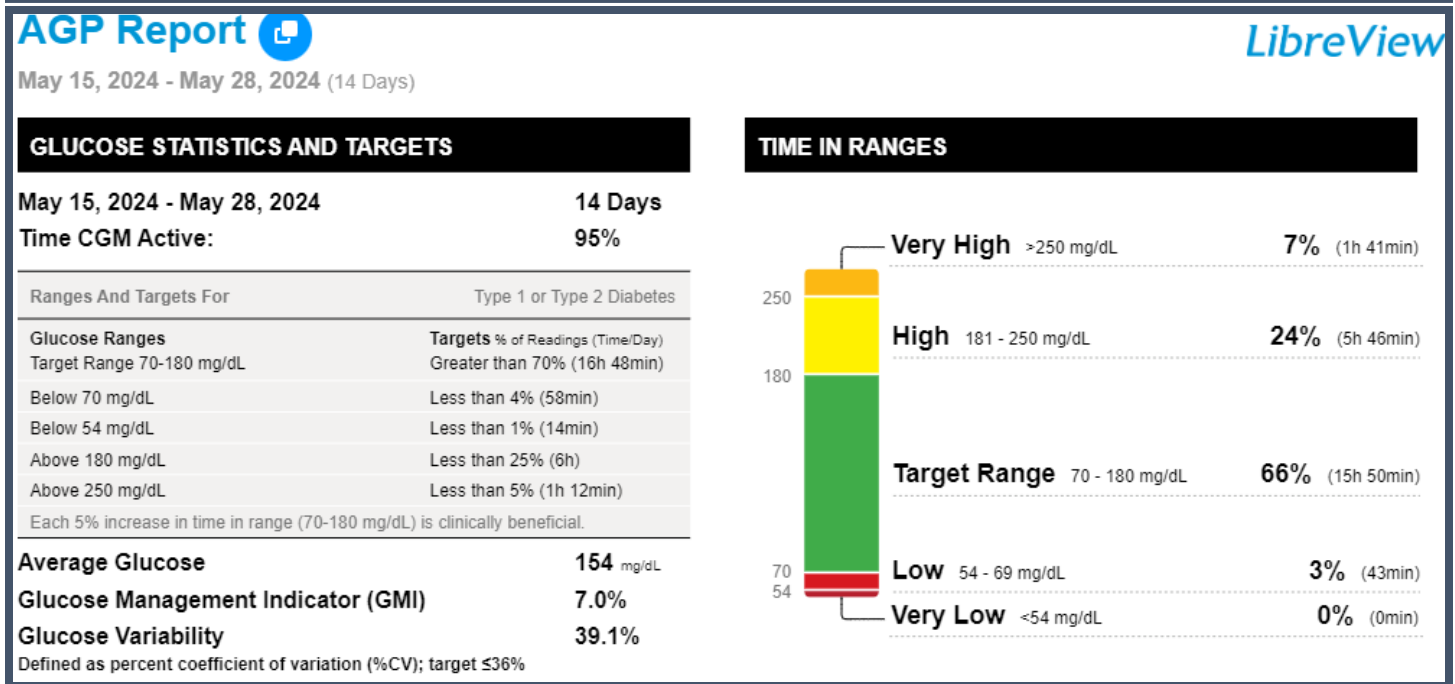 AGP Report
LibreView
May 15, 2024 - May 28, 2024 (14 Days)
GLUCOSE STATISTICS AND TARGETS
May 15, 2024 - May 28, 2024 14 Days
Time CGM Active: 95%
Ranges And Targets For Type 1 or Type 2 Diabetes
Glucose Ranges Targets % of Readings (Time/Day)
Target Range 70-180 mg/dL Greater than 70% (16h 48min)
Below 70 mg/dL Less than 4% (58min)
Below 54 mg/dL Less than 1% (14min)
Above 180 mg/dL Less than 25% (6h)
Above 250 mg/dL Less than 5% (1h 12min)
Each 5% increase in time in range (70-180 mg/dL) is clinically beneficial.
Average Glucose 154 mg/dL
Glucose Management Indicator (GMI) 7.0%
Glucose Variability 39.1%
Defined as percent coefficient of variation (%CV); target ≤36%
TIME IN RANGES
Very High >250 mg/dL 7% (1h 41min)
250
High 181 - 250 mg/dL 24% (5h 46min)
180
Target Range 70 - 180 mg/dL 66% (15h 50min)
70
Low 54 - 69 mg/dL 3% (43min)
54
Very Low <54 mg/dL 0% (0min)